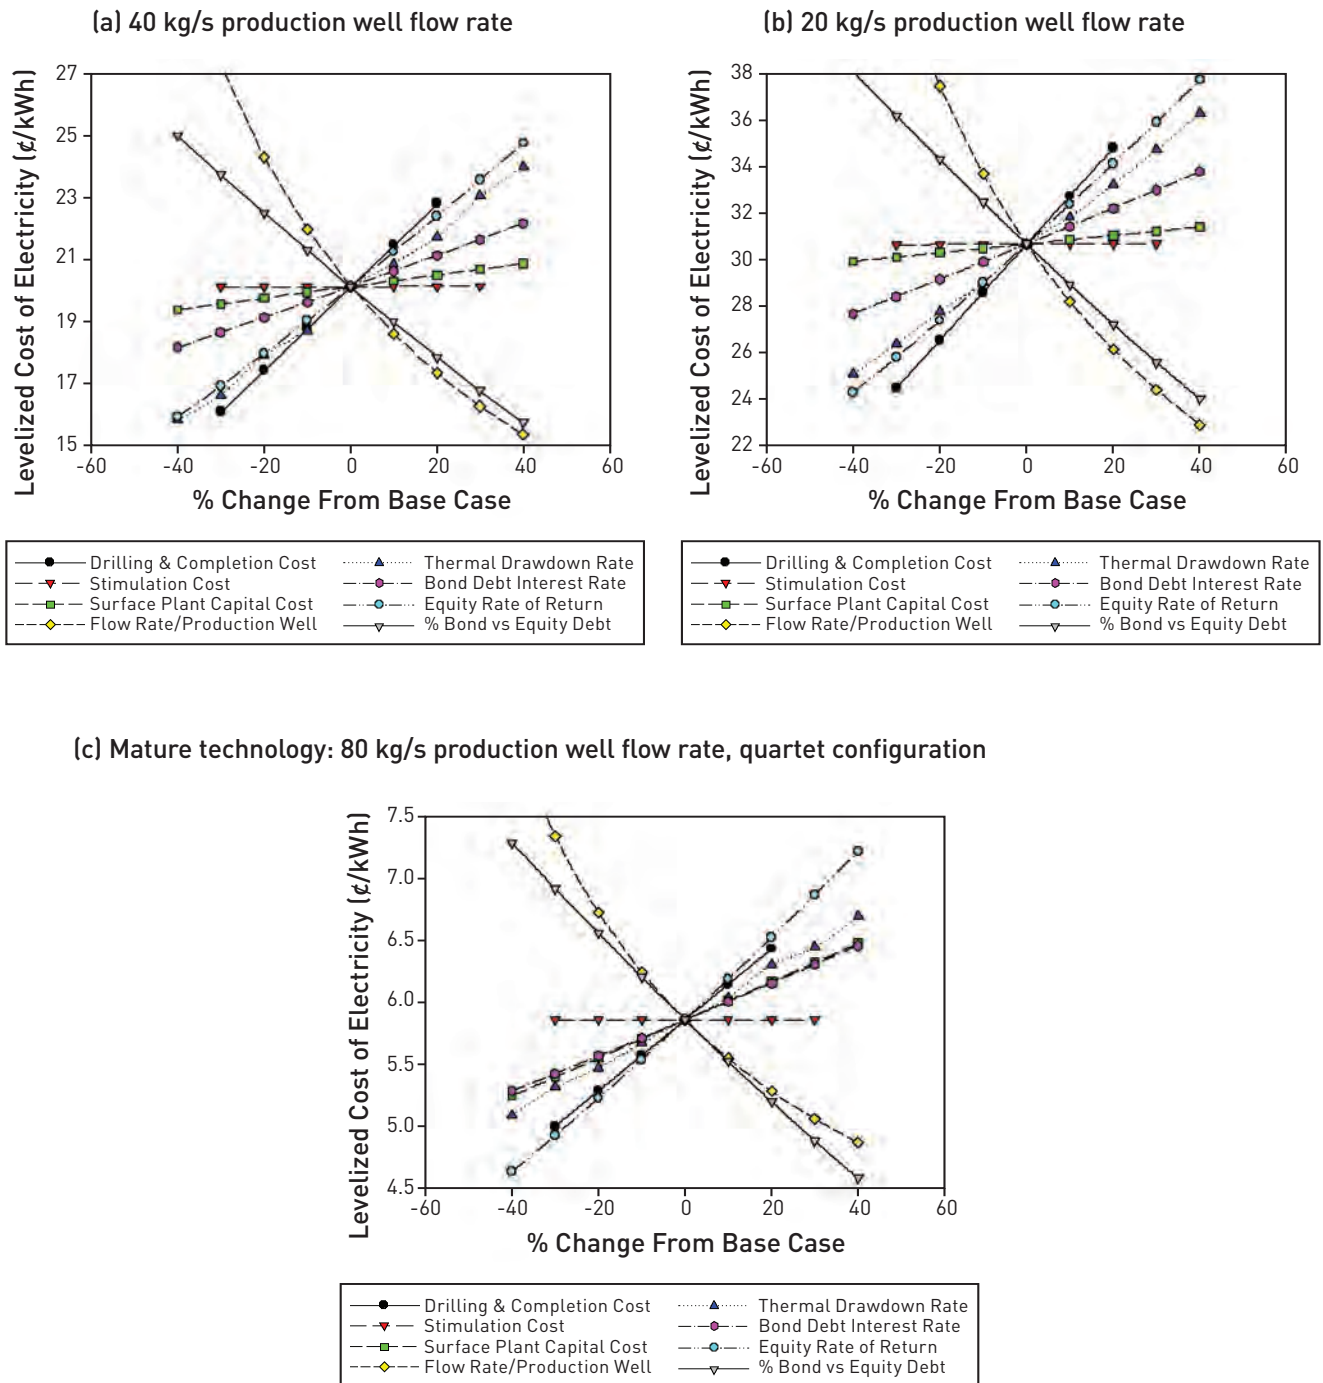 (a) 40 kg/s production well flow rate
Levelized Cost of Electricity (¢/kWh)
27
25
23
21
19
17
15
-60 -40 -20 0 20 40 60
% Change From Base Case
Drilling & Completion Cost
Stimulation Cost
Surface Plant Capital Cost
Flow Rate/Production Well
Thermal Drawdown Rate
Bond Debt Interest Rate
Equity Rate of Return
% Bond vs Equity Debt
(b) 20 kg/s production well flow rate
Levelized Cost of Electricity (¢/kWh)
38
36
34
32
30
28
26
24
22
-60 -40 -20 0 20 40 60
% Change From Base Case
Drilling & Completion Cost
Stimulation Cost
Surface Plant Capital Cost
Flow Rate/Production Well
Thermal Drawdown Rate
Bond Debt Interest Rate
Equity Rate of Return
% Bond vs Equity Debt
(c) Mature technology: 80 kg/s production well flow rate, quartet configuration
Levelized Cost of Electricity (¢/kWh)
7.5
7.0
6.5
6.0
5.5
5.0
4.5
-60 -40 -20 0 20 40 60
% Change From Base Case
Drilling & Completion Cost
Stimulation Cost
Surface Plant Capital Cost
Flow Rate/Production Well
Thermal Drawdown Rate
Bond Debt Interest Rate
Equity Rate of Return
% Bond vs Equity Debt